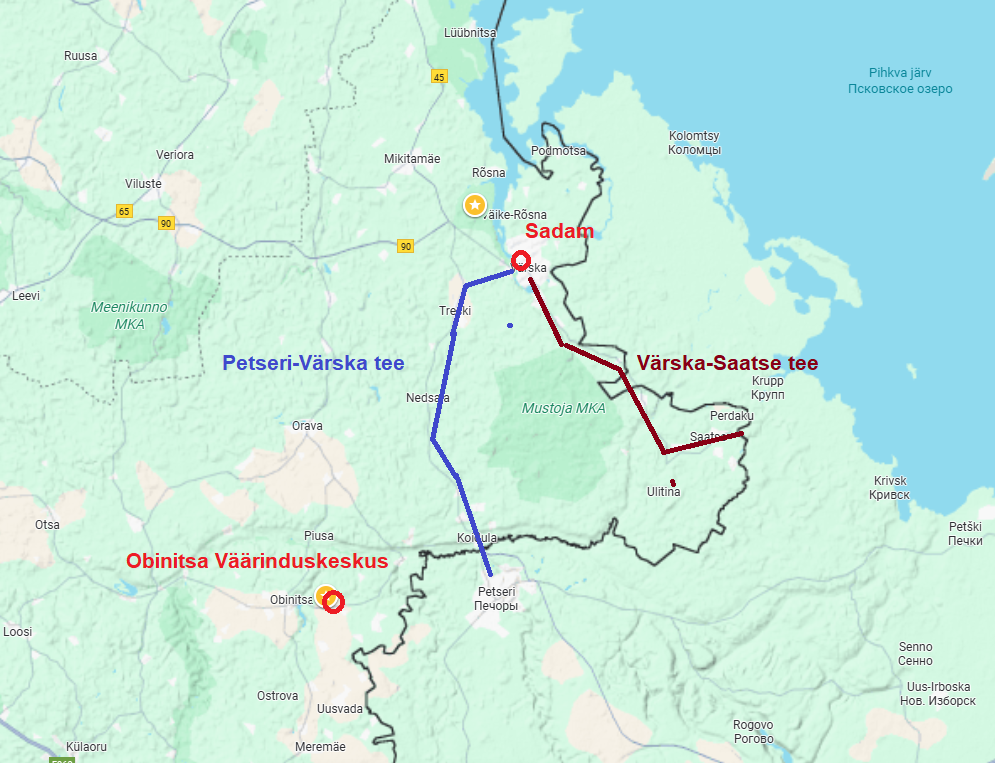 Lüübnitsa
Ruusa
Pihkva järv
Псковское озеро
45
Kolomtsy
Коломцы
Podmotsa
Veriora
Mikitamäe
Rõsna
Viluste
65
90
Väike-Rõsna
Sadam
90
Leevi
Meenikunno
MKA
Petseri-Värska tee
Värska-Saatse tee
Krupp
Крупп
Nedsaja
Mustoja MKA
Perdaku
Orava
Saatse
Krivsk
Кривск
Ulitina
Otsa
Petški
Печки
Piusa
Koidula
Obinitsa Väärinduskeskus
Obinitsa
Petseri
Печоры
Loosi
Senno
Сенно
Ostrova
Uusvada
Uus-Irboska
Нов. Изборск
Rogovo
Рогово
Külaoru
Meremäe